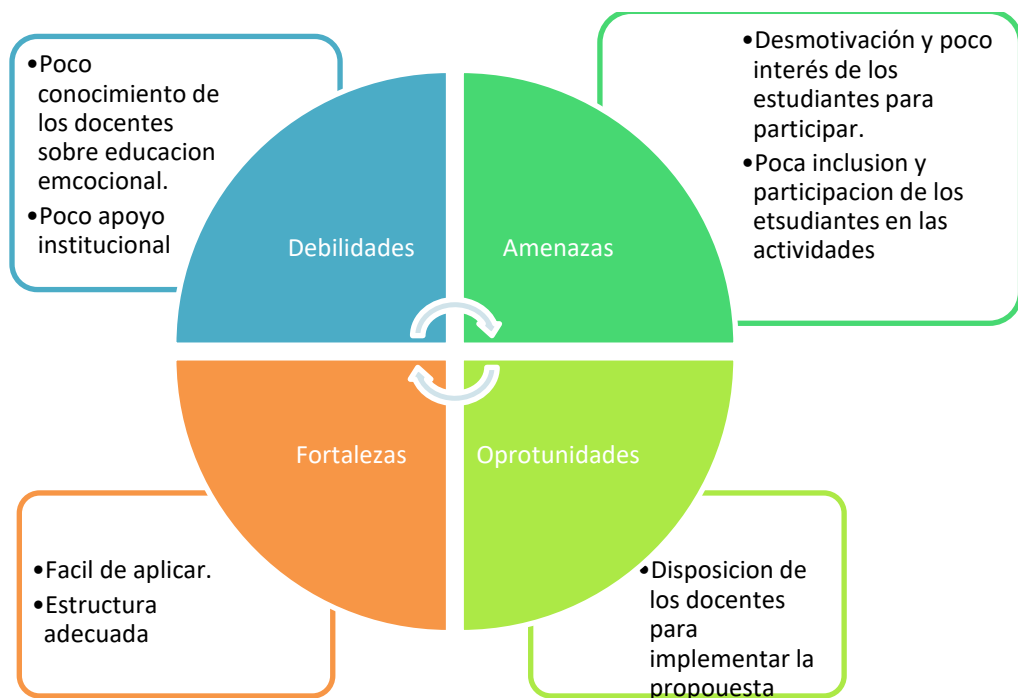 •Poco
conocimiento de
los docentes
sobre educacion
emcocional.
•Poco apoyo
institucional
•Desmotivación y poco
interés de los
estudiantes para
participar.
•Poca inclusion y
participacion de los
etsudiantes en las
actividades
Debilidades
Amenazas
Fortalezas
Oprotunidades
•Facil de aplicar.
•Estructura
adecuada
•Disposicion de
los docentes
para
implementar la
propouesta